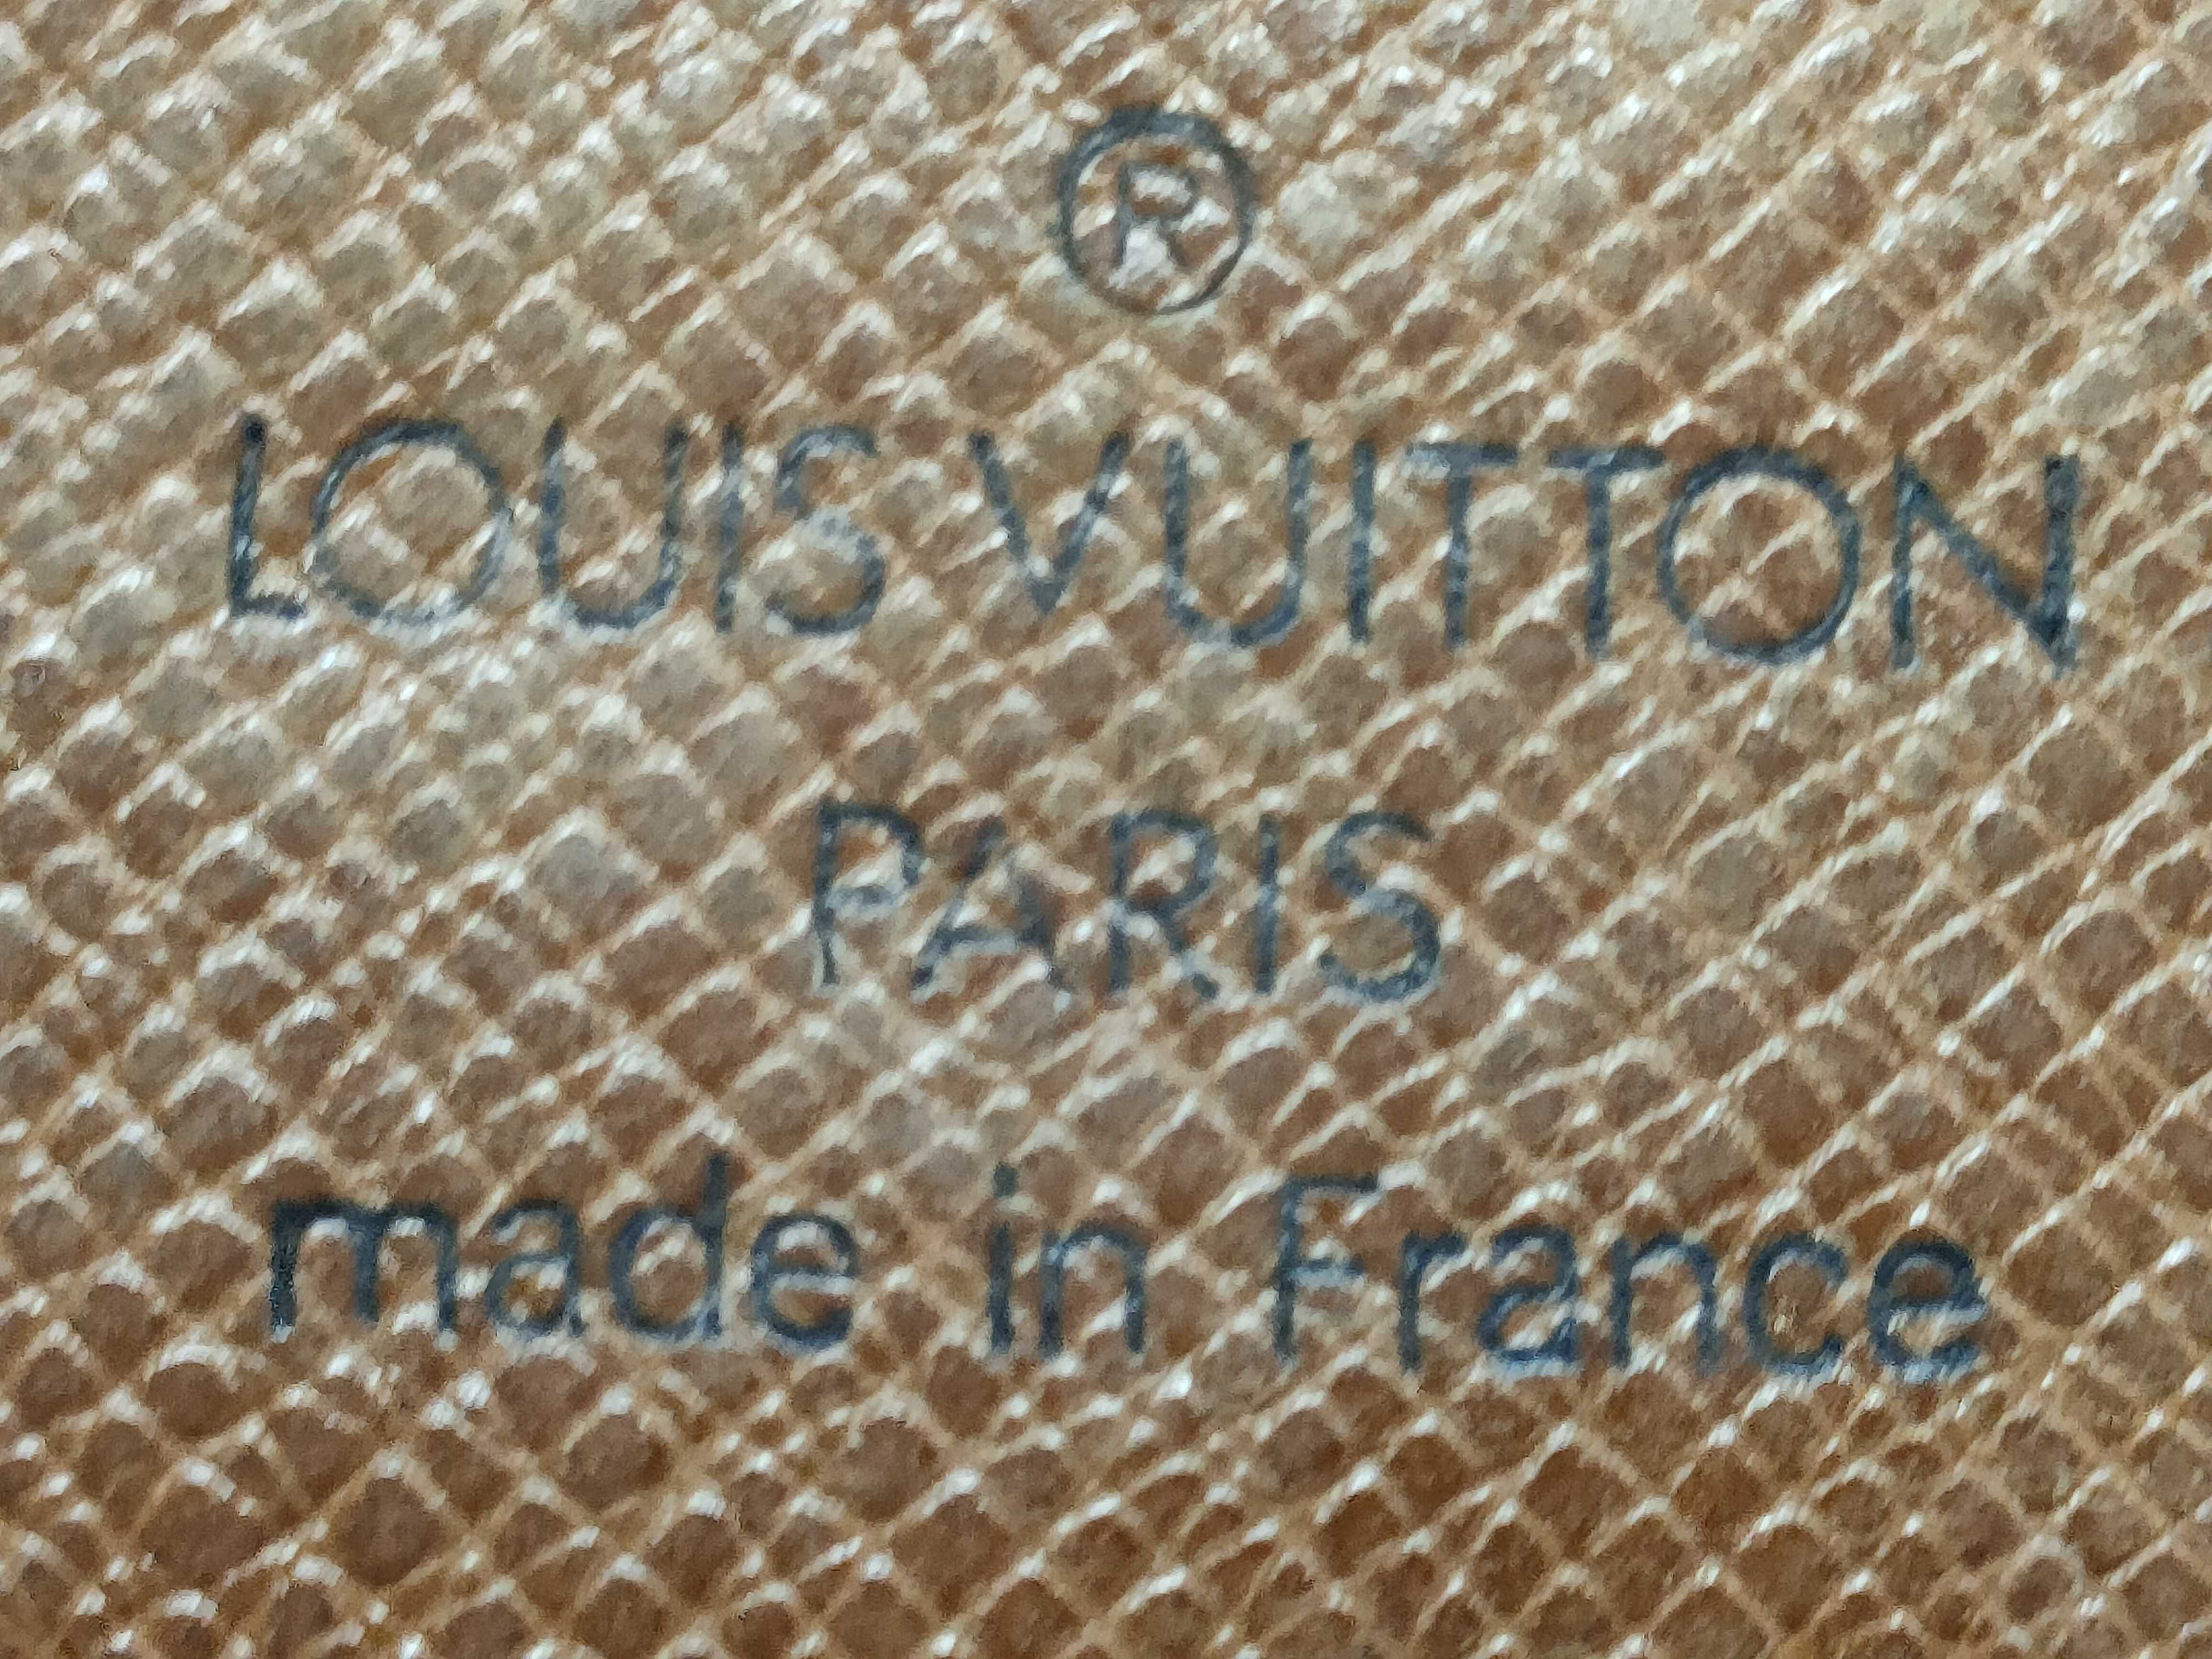 ®
LOUIS VUITTON
PARIS
made in France